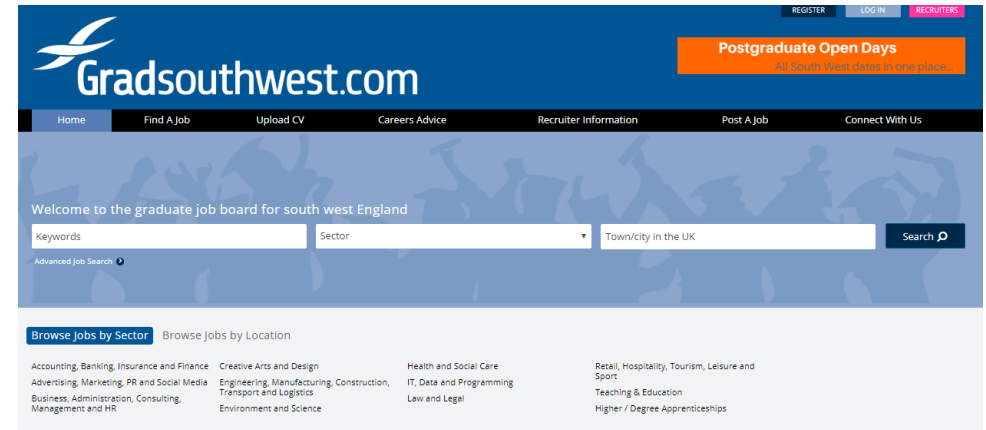 REGISTER LOG IN RECRUITERS
Gradsouthwest.com
Postgraduate Open Days
All South West dates in one place...
Home Find A Job Upload CV Careers Advice Recruiter Information Post A Job Connect With Us
Welcome to the graduate job board for south west England
Keywords Sector Town/city in the UK Search
Advanced Job Search
Browse Jobs by Sector Browse Jobs by Location
Accounting, Banking, Insurance and Finance
Advertising, Marketing, PR and Social Media
Business, Administration, Consulting,
Management and HR
Creative Arts and Design
Engineering, Manufacturing, Construction,
Transport and Logistics
Environment and Science
Health and Social Care
IT, Data and Programming
Law and Legal
Retail, Hospitality, Tourism, Leisure and
Sport
Teaching & Education
Higher / Degree Apprenticeships